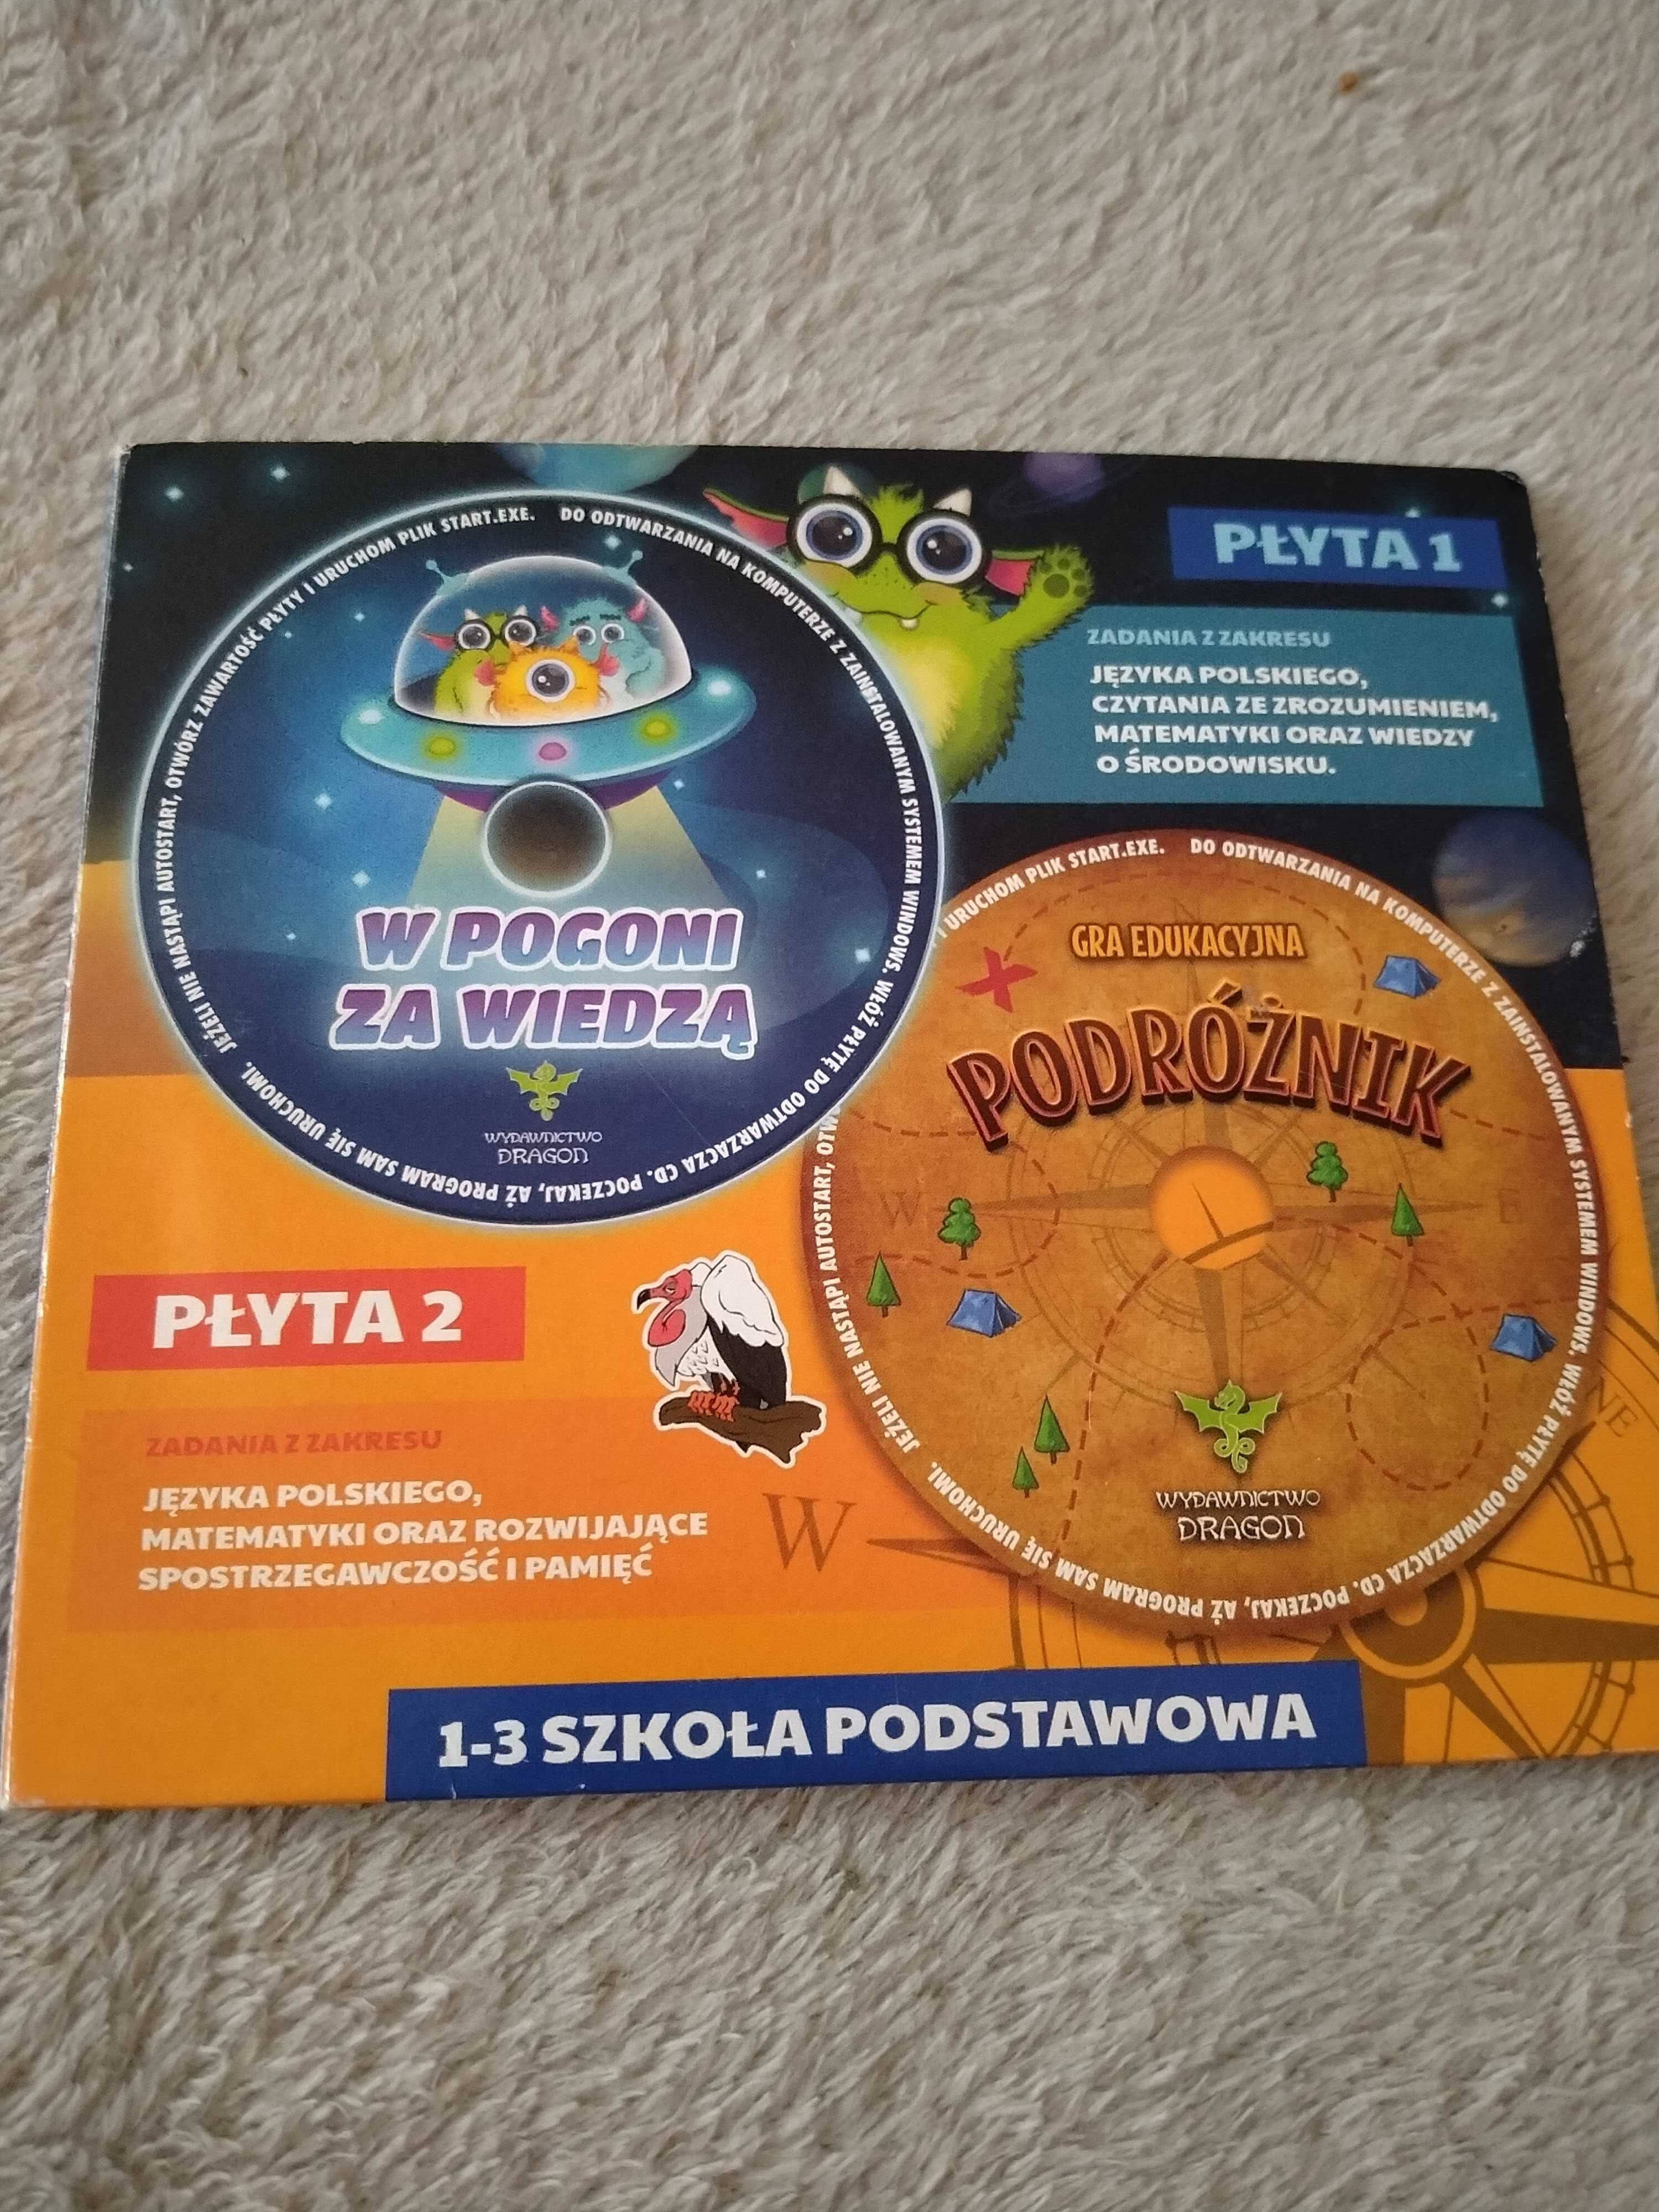 DO ODTWARZANIA NA KOMPUTERZE Z ZAINSTALOWANYM SYSTEMEM WINDOWS. WŁÓŻ PŁYTĘ DO ODTWARZACZA CD. POCZEKAJ, AŻ PROGRAM SAM SIĘ URUCHOMI. JEŻELI NIE NASTĄPI AUTOSTART, OTWÓRZ ZAWARTOŚĆ PŁYTY I URUCHOM PLIK START.EXE.
W POGONI
ZA WIEDZĄ
WYDAWNICTWO
DRAGON
PŁYTA 1
ZADANIA Z ZAKRESU
JĘZYKA POLSKIEGO,
CZYTANIA ZE ZROZUMIENIEM,
MATEMATYKI ORAZ WIEDZY
O ŚRODOWISKU.
DO ODTWARZANIA NA KOMPUTERZE Z ZAINSTALOWANYM SYSTEMEM WINDOWS. WŁÓŻ PŁYTĘ DO ODTWARZACZA CD. POCZEKAJ, AŻ PROGRAM SAM SIĘ URUCHOMI. JEŻELI NIE NASTĄPI AUTOSTART, OTW
I URUCHOM PLIK START.EXE.
GRA EDUKACYJNA
PODRÓŻNIK
W
E
WYDAWNICTWO
DRAGON
PŁYTA 2
ZADANIA Z ZAKRESU
JĘZYKA POLSKIEGO,
MATEMATYKI ORAZ ROZWIJAJĄCE
SPOSTRZEGAWCZOŚĆ I PAMIĘĆ
W
NE
1-3 SZKOŁA PODSTAWOWA